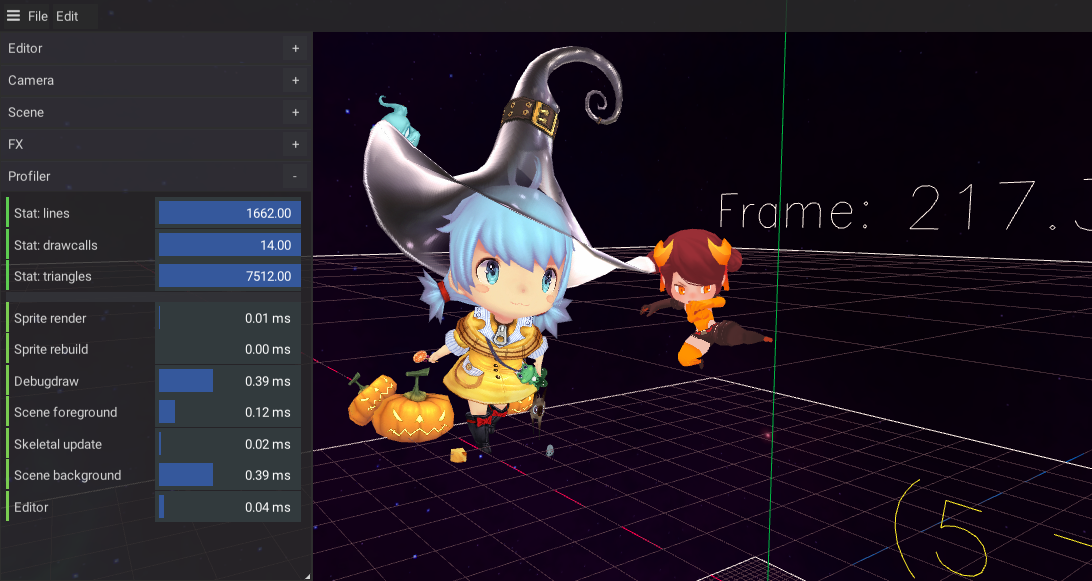 File Edit
Editor +
Camera +
Scene +
FX +
Profiler -
Stat: lines 1662.00
Stat: drawcalls 14.00
Stat: triangles 7512.00
Sprite render 0.01 ms
Sprite rebuild 0.00 ms
Debugdraw 0.39 ms
Scene foreground 0.12 ms
Skeletal update 0.02 ms
Scene background 0.39 ms
Editor 0.04 ms
Frame: 217.
(5 -